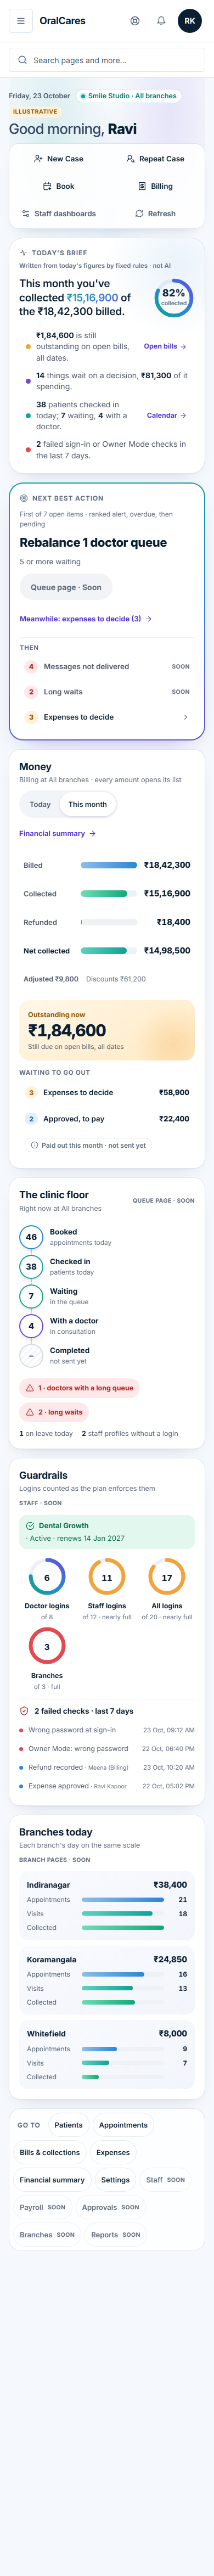 OralCares
RK
Search pages and more...
Friday, 23 October
Smile Studio · All branches
ILLUSTRATIVE
Good morning, Ravi
New Case
Repeat Case
Book
Billing
Staff dashboards
Refresh
TODAY'S BRIEF
Written from today's figures by fixed rules · not AI
This month you've
collected ₹15,16,900 of
the ₹18,42,300 billed.
82%
collected
₹1,84,600 is still
outstanding on open bills,
all dates.
Open bills
14 things wait on a decision, ₹81,300 of it
spending.
38 patients checked in
today; 7 waiting, 4 with a
doctor.
Calendar
2 failed sign-in or Owner Mode checks in
the last 7 days.
NEXT BEST ACTION
First of 7 open items · ranked alert, overdue, then
pending
Rebalance 1 doctor queue
5 or more waiting
Queue page · Soon
Meanwhile: expenses to decide (3)
THEN
4 Messages not delivered SOON
2 Long waits SOON
3 Expenses to decide
Money
Billing at All branches · every amount opens its list
Today
This month
Financial summary
Billed ₹18,42,300
Collected ₹15,16,900
Refunded ₹18,400
Net collected ₹14,98,500
Adjusted ₹9,800 Discounts ₹61,200
Outstanding now
₹1,84,600
Still due on open bills, all dates
WAITING TO GO OUT
3 Expenses to decide ₹58,900
2 Approved, to pay ₹22,400
Paid out this month · not sent yet
The clinic floor
Right now at All branches
QUEUE PAGE · SOON
46 Booked
appointments today
38 Checked in
patients today
7 Waiting
in the queue
4 With a doctor
in consultation
– Completed
not sent yet
1 · doctors with a long queue
2 · long waits
1 on leave today 2 staff profiles without a login
Guardrails
Logins counted as the plan enforces them
STAFF · SOON
Dental Growth
· Active · renews 14 Jan 2027
6
Doctor logins
of 8
11
Staff logins
of 12 · nearly full
17
All logins
of 20 · nearly full
3
Branches
of 3 · full
2 failed checks · last 7 days
Wrong password at sign-in 23 Oct, 09:12 AM
Owner Mode: wrong password 22 Oct, 06:40 PM
Refund recorded · Meena (Billing) 23 Oct, 10:20 AM
Expense approved · Ravi Kapoor 22 Oct, 05:02 PM
Branches today
Each branch's day on the same scale
BRANCH PAGES · SOON
Indiranagar ₹38,400
Appointments 21
Visits 18
Collected
Koramangala ₹24,850
Appointments 16
Visits 13
Collected
Whitefield ₹8,000
Appointments 9
Visits 7
Collected
GO TO
Patients
Appointments
Bills & collections
Expenses
Financial summary
Settings
Staff SOON
Payroll SOON
Approvals SOON
Branches SOON
Reports SOON